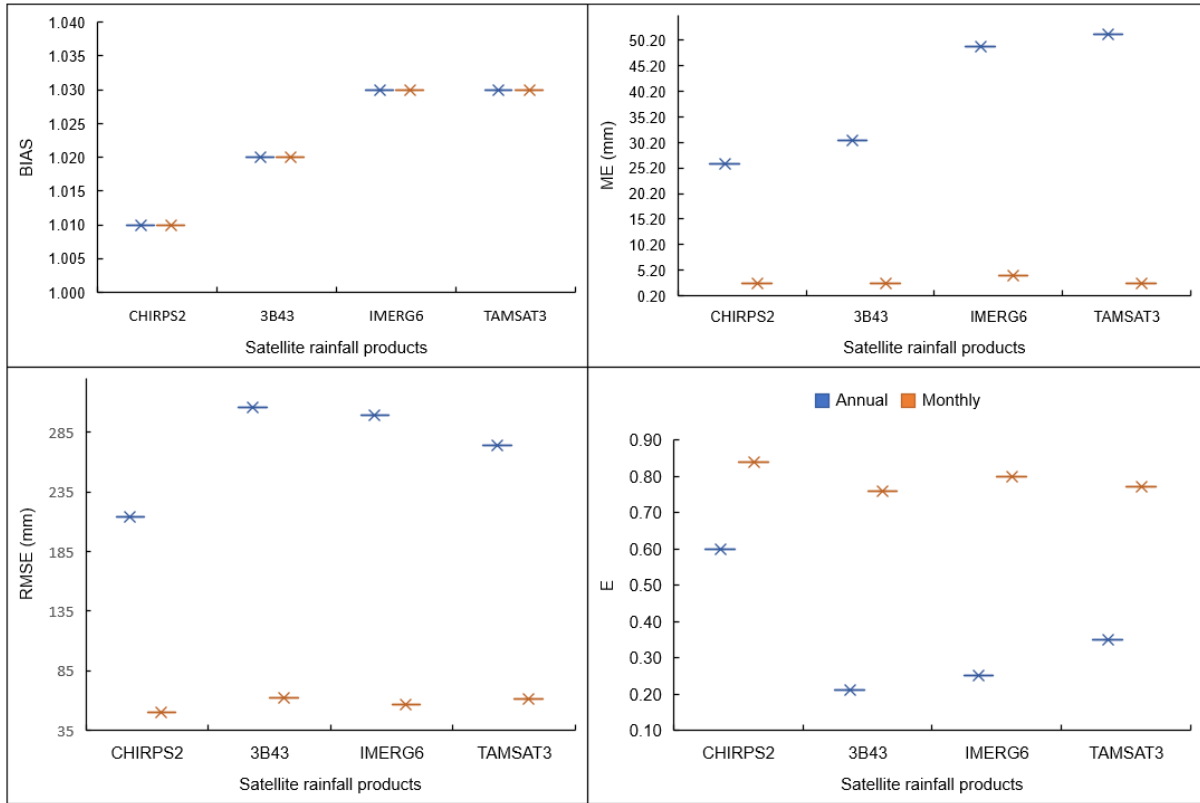 1.040
1.035
1.030
1.025
1.020
1.015
1.010
1.005
1.000
BIAS
CHIRPS2 3B43 IMERG6 TAMSAT3
Satellite rainfall products
50.20
45.20
40.20
35.20
30.20
25.20
20.20
15.20
10.20
5.20
0.20
ME (mm)
CHIRPS2 3B43 IMERG6 TAMSAT3
Satellite rainfall products
285
235
185
135
85
35
RMSE (mm)
CHIRPS2 3B43 IMERG6 TAMSAT3
Satellite rainfall products
Annual Monthly
0.90
0.80
0.70
0.60
0.50
0.40
0.30
0.20
0.10
E
CHIRPS2 3B43 IMERG6 TAMSAT3
Satellite rainfall products